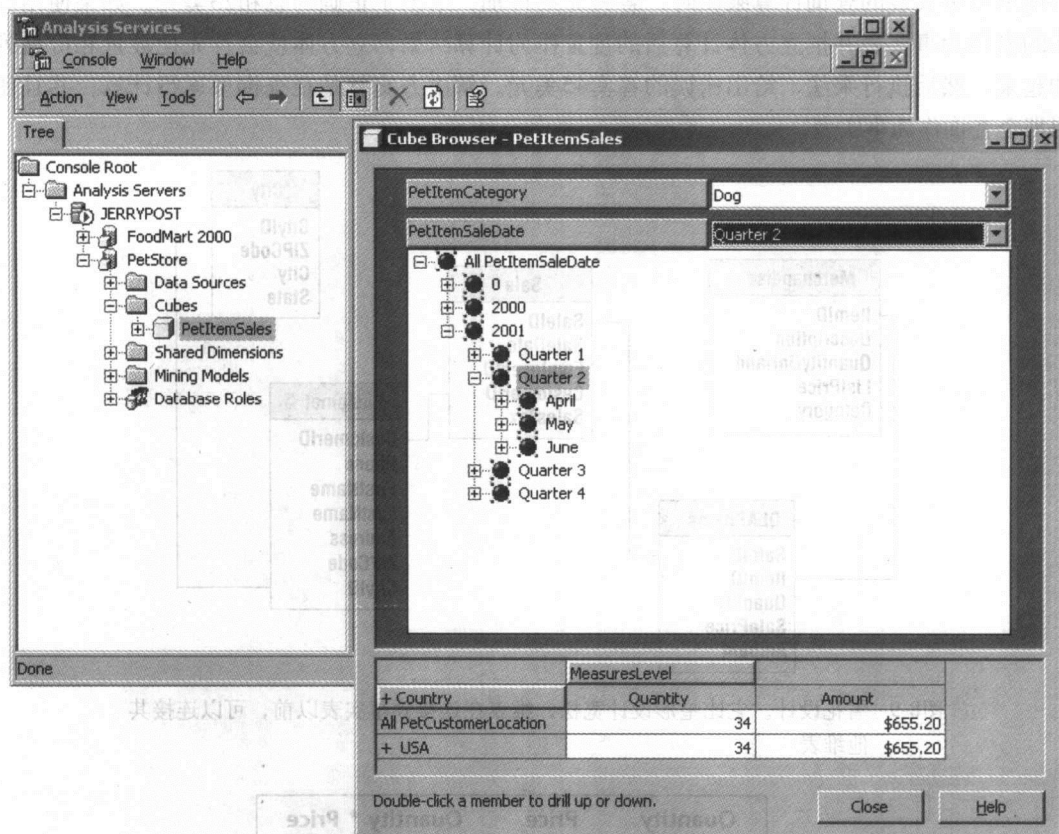 Analysis Services
Console Window Help
Action View Tools
Tree
Console Root
Analysis Servers
JERRYPOST
FoodMart 2000
PetStore
Data Sources
Cubes
PetItemSales
Shared Dimensions
Mining Models
Database Roles
Done
Cube Browser - PetItemSales
PetItemCategory Dog
PetItemSaleDate Quarter 2
All PetItemSaleDate
0
2000
2001
Quarter 1
Quarter 2
April
May
June
Quarter 3
Quarter 4
MeasuresLevel
+ Country Quantity Amount
All PetCustomerLocation 34 $655.20
+ USA 34 $655.20
Double-click a member to drill up or down.
Close Help